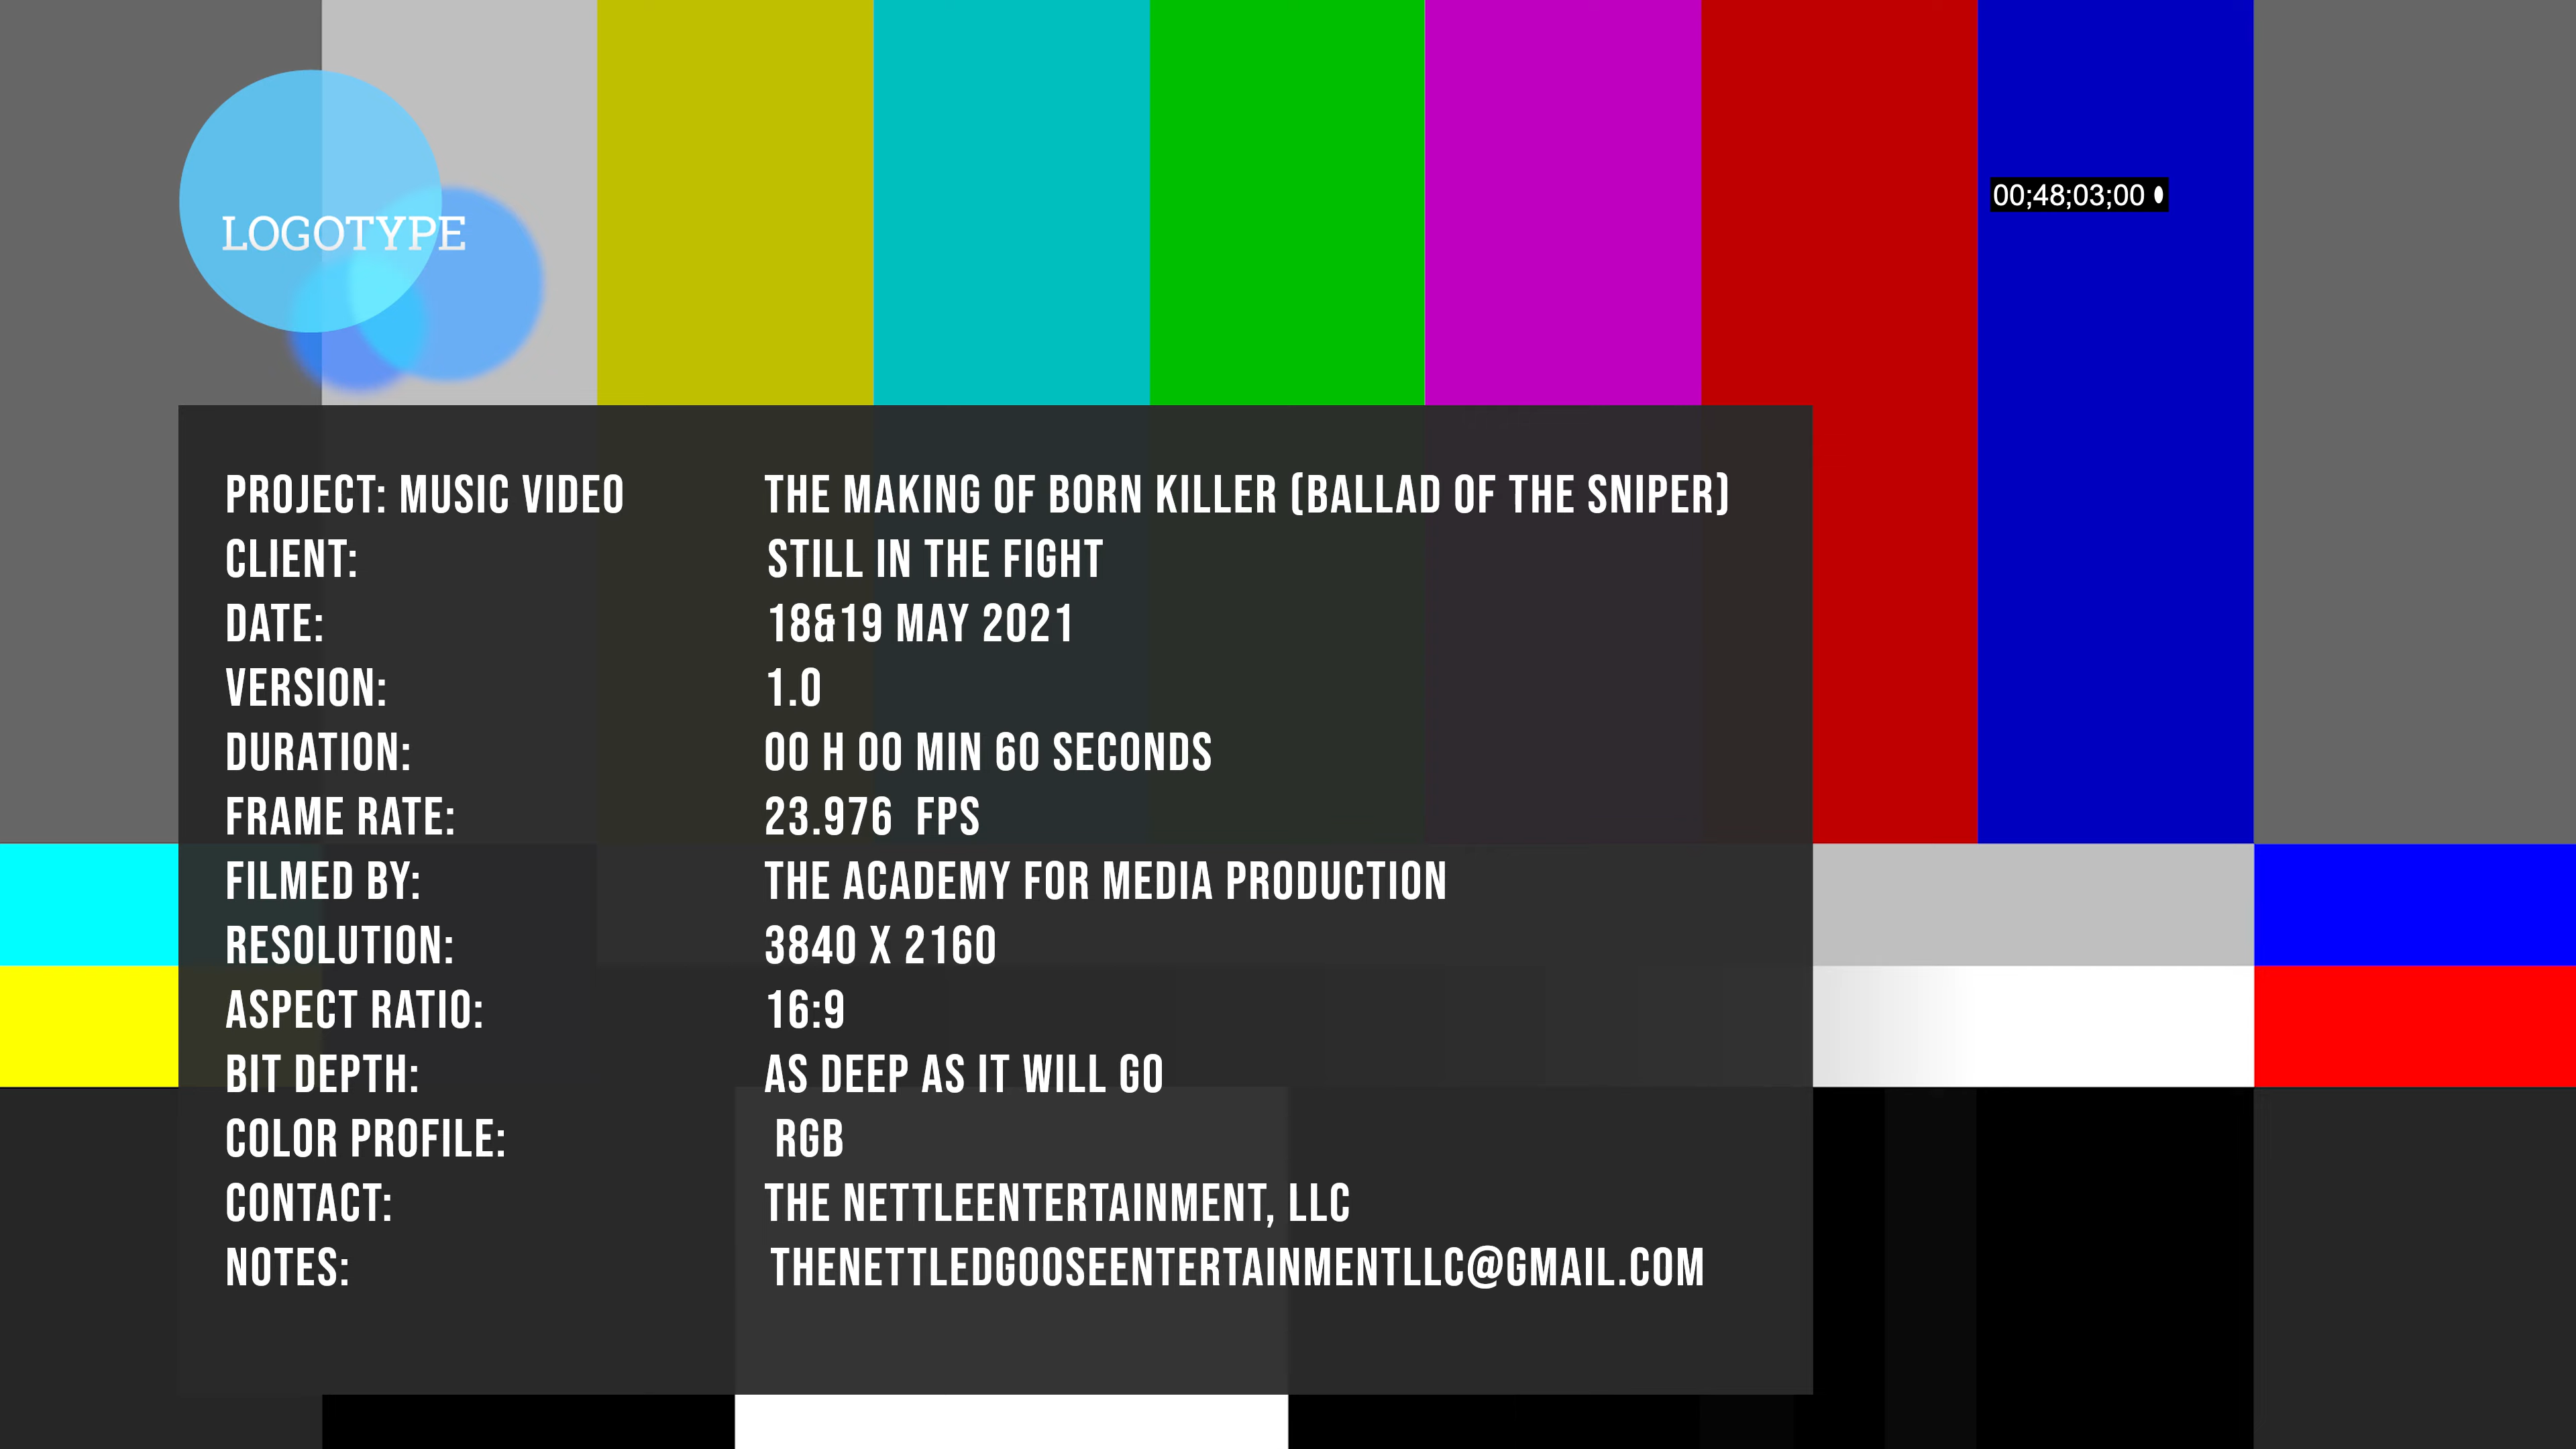 LOGOTYPE
00;48;03;00
PROJECT: MUSIC VIDEO THE MAKING OF BORN KILLER (BALLAD OF THE SNIPER)
CLIENT: STILL IN THE FIGHT
DATE: 18&19 MAY 2021
VERSION: 1.0
DURATION: 00 H 00 MIN 60 SECONDS
FRAME RATE: 23.976 FPS
FILMED BY: THE ACADEMY FOR MEDIA PRODUCTION
RESOLUTION: 3840 X 2160
ASPECT RATIO: 16:9
BIT DEPTH: AS DEEP AS IT WILL GO
COLOR PROFILE: RGB
CONTACT: THE NETTLEENTERTAINMENT, LLC
NOTES: THENETTLEDGOOSEENTERTAINMENTLLC@GMAIL.COM